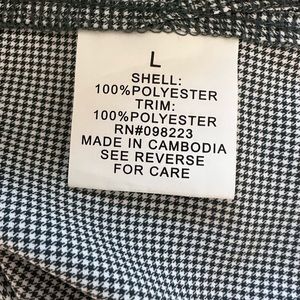 L
SHELL:
100%POLYESTER
TRIM:
100%POLYESTER
RN#098223
MADE IN CAMBODIA
SEE REVERSE
FOR CARE